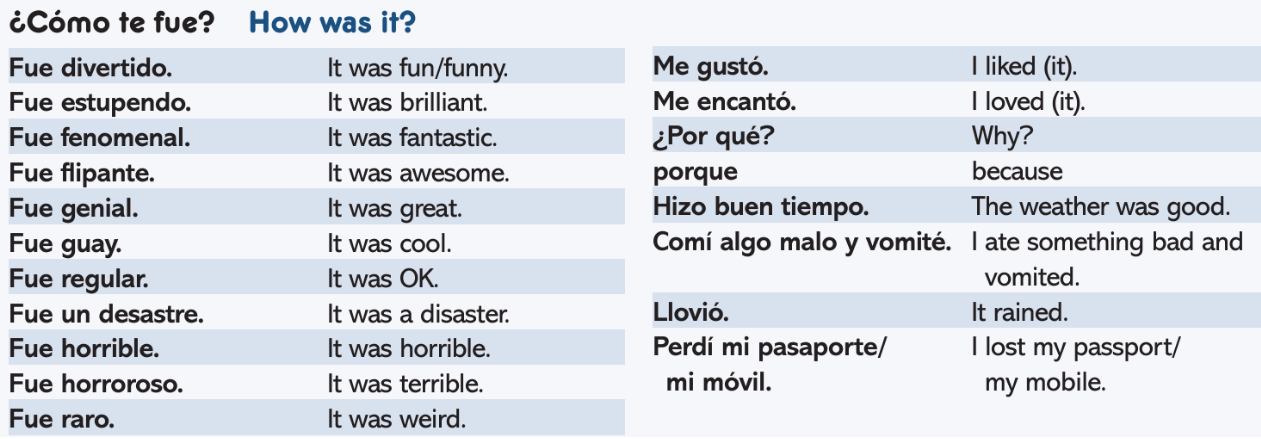 ¿Cómo te fue? How was it?
Fue divertido. It was fun/funny.
Fue estupendo. It was brilliant.
Fue fenomenal. It was fantastic.
Fue flipante. It was awesome.
Fue genial. It was great.
Fue guay. It was cool.
Fue regular. It was OK.
Fue un desastre. It was a disaster.
Fue horrible. It was horrible.
Fue horroroso. It was terrible.
Fue raro. It was weird.
Me gustó. I liked (it).
Me encantó. I loved (it).
¿Por qué? Why?
porque because
Hizo buen tiempo. The weather was good.
Comí algo malo y vomité. I ate something bad and
vomited.
Llovió. It rained.
Perdí mi pasaporte/ I lost my passport/
mi móvil. my mobile.